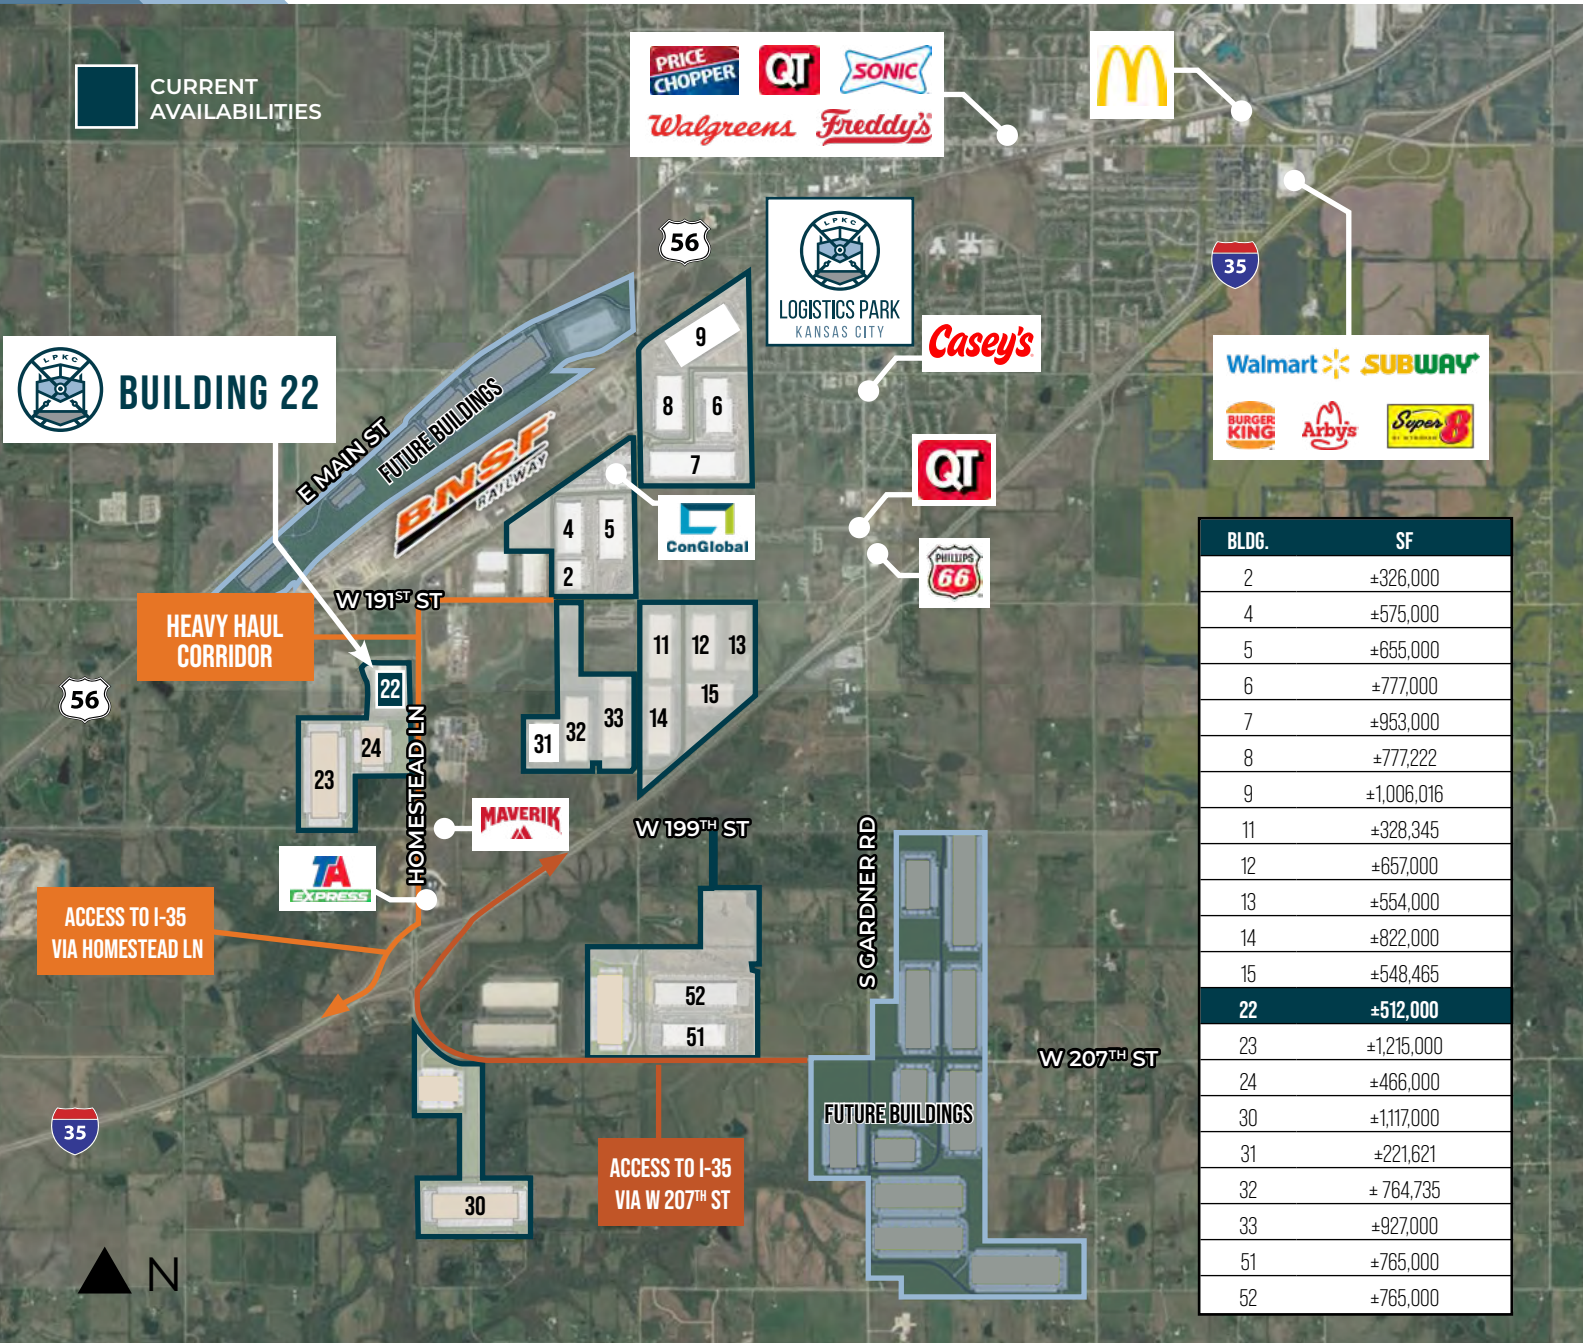 CURRENT
AVAILABILITIES
PRICE
CHOPPER
QT
SONIC
Walgreens
Freddy's
M
56
LPKC
LOGISTICS PARK
KANSAS CITY
35
Casey's
Walmart
SUBWAY
BURGER
KING
Arby's
Super 8
LPKC
BUILDING 22
E MAIN ST
FUTURE BUILDINGS
BNSF
RAILWAY
9
8
6
7
4
5
2
ConGlobal
QT
PHILLIPS
66
W 191ST ST
HEAVY HAUL
CORRIDOR
56
22
24
23
HOMESTEAD LN
11
12
13
15
14
33
32
31
MAVERIK
TA
EXPRESS
W 199TH ST
S GARDNER RD
ACCESS TO I-35
VIA HOMESTEAD LN
52
51
W 207TH ST
FUTURE BUILDINGS
35
ACCESS TO I-35
VIA W 207TH ST
30
N
BLDG. SF
2 ±326,000
4 ±575,000
5 ±655,000
6 ±777,000
7 ±953,000
8 ±777,222
9 ±1,006,016
11 ±328,345
12 ±657,000
13 ±554,000
14 ±822,000
15 ±548,465
22 ±512,000
23 ±1,215,000
24 ±466,000
30 ±1,117,000
31 ±221,621
32 ± 764,735
33 ±927,000
51 ±765,000
52 ±765,000